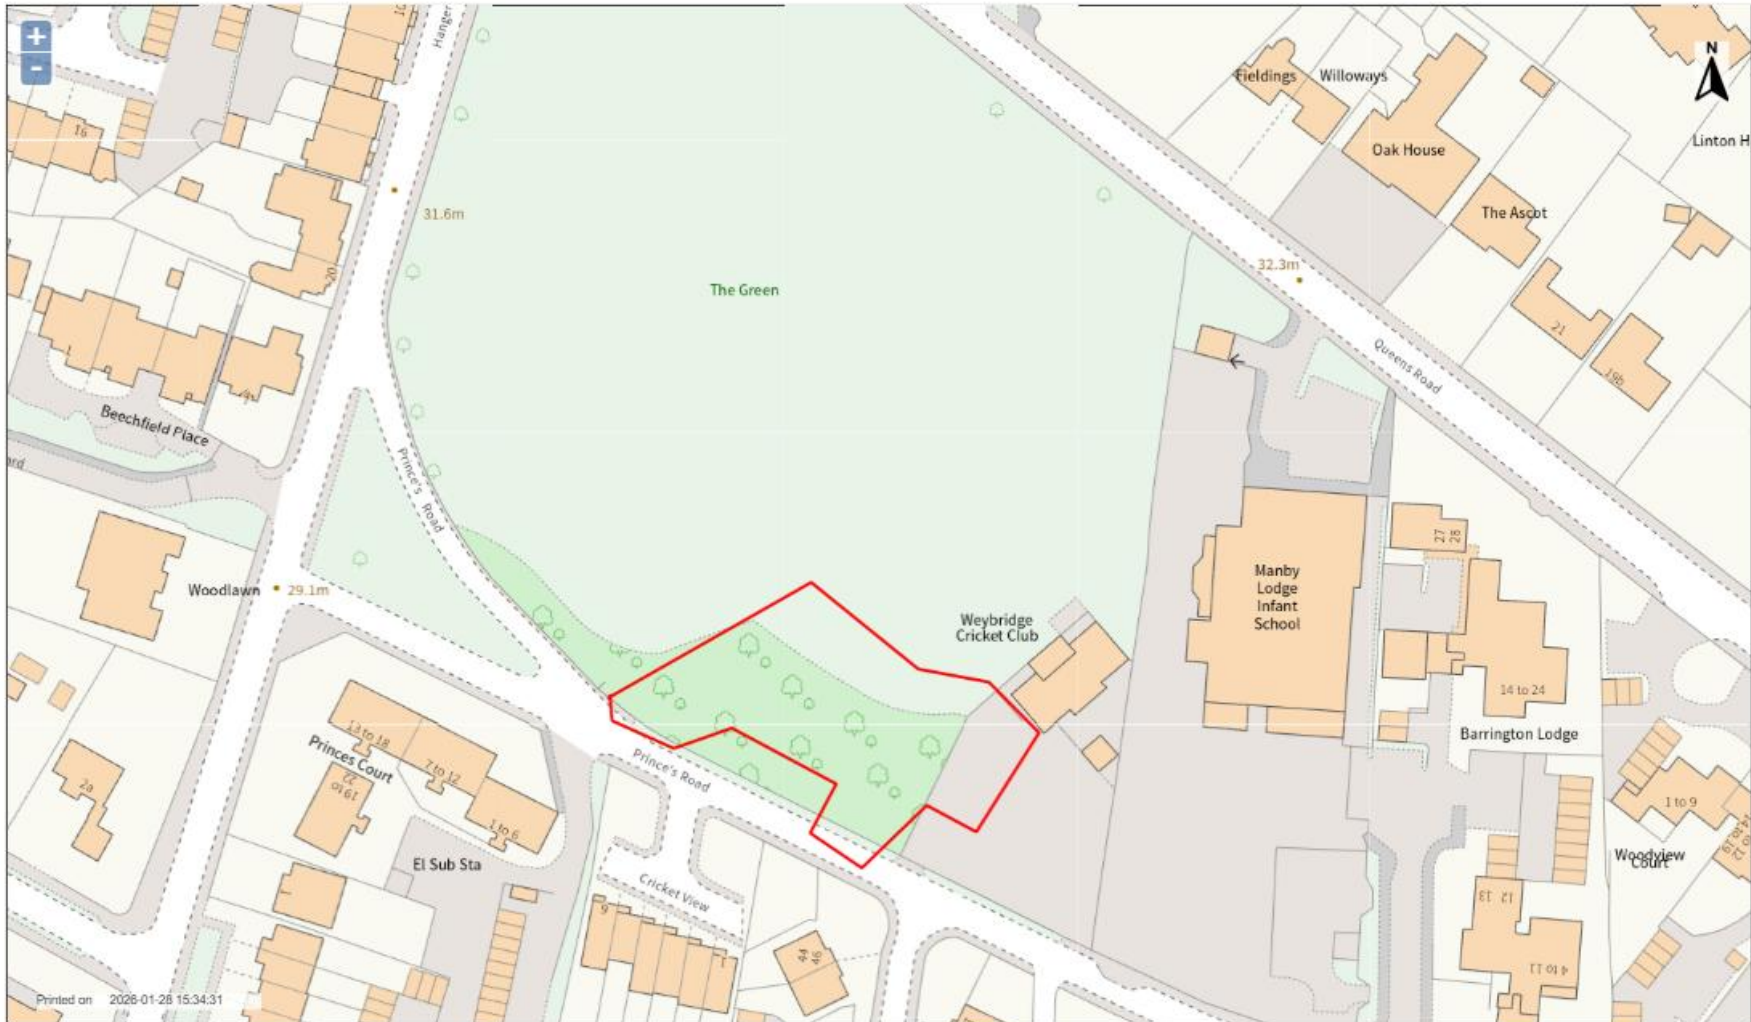 +
-
Hanger
10
N
Fieldings
Willoways
16
Oak House
Linton H
The Ascot
31.6m
20
32.3m
The Green
21
Queens Road
19b
Beechfield Place
Prince's Road
Woodlawn
29.1m
Weybridge
Cricket Club
Manby
Lodge
Infant
School
27
28
14 to 24
Barrington Lodge
13 to 18
Princes Court
7 to 12
19 to 22
1 to 6
2a
Prince's Road
El Sub Sta
Cricket View
9
1
44
46
1 to 9
Woodview
Court
12
13
4 to 11
Printed on 2026-01-28 15:34:31